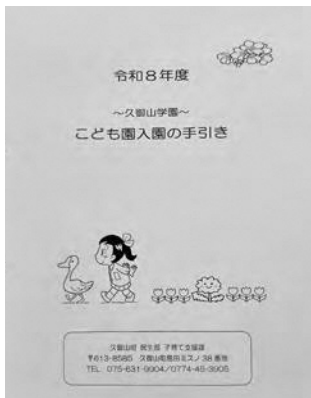 令和8年度
～久御山学園～
こども園入園の手引き
久御山町 民生部 子育て支援課
〒613-8585 久御山町島田ミスノ38番地
TEL 075-631-9904/0774-45-3905